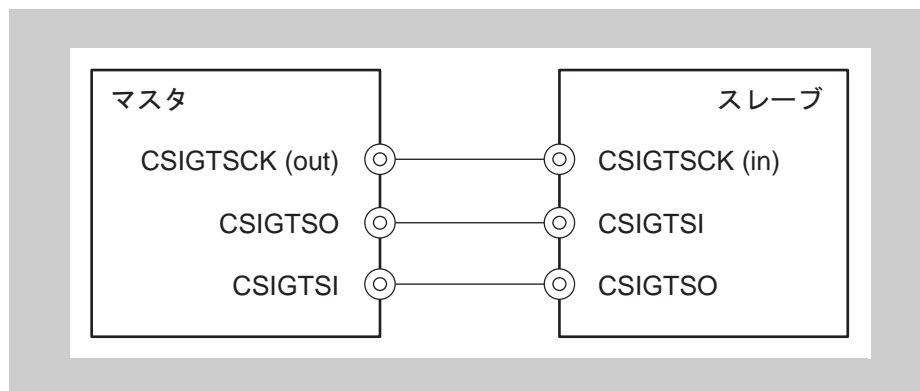 マスタ
スレーブ
CSIGTSCK (out)
CSIGTSCK (in)
CSIGTSO
CSIGTSI
CSIGTSI
CSIGTSO